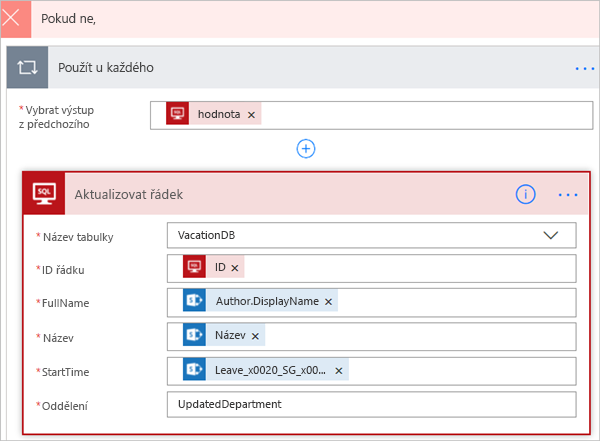 Pokud ne,
Použít u každého
*Vybrat výstup
z předchozího
hodnota ×
SQL
Aktualizovat řádek
*Název tabulky
VacationDB
*ID řádku
ID ×
*FullName
Author.DisplayName ×
*Název
Název ×
*StartTime
Leave_x0020_SG_x00... ×
*Oddělení
UpdatedDepartment